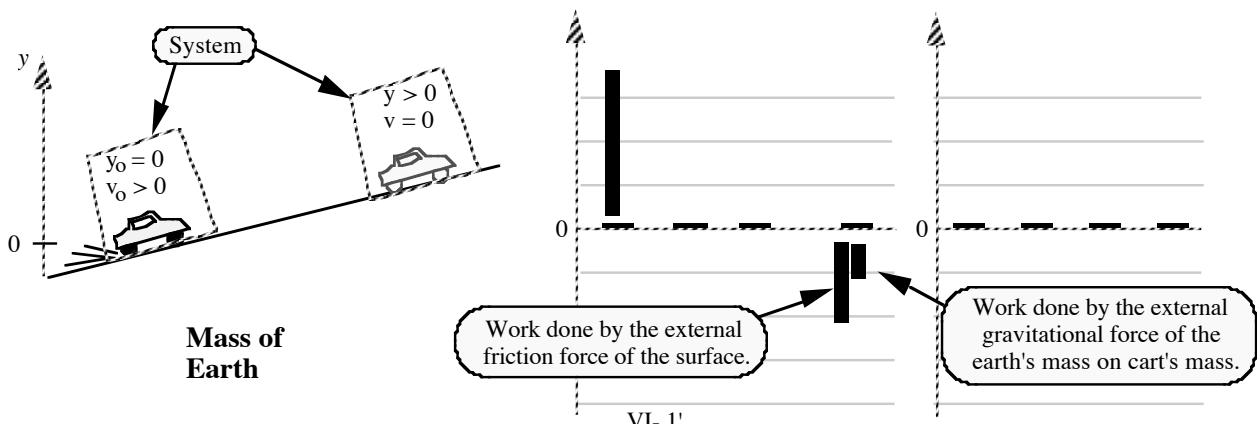 System
y
y > 0
v = 0
yo = 0
vo > 0
0
Mass of
Earth
0
0
Work done by the external
friction force of the surface.
Work done by the external
gravitational force of the
earth's mass on cart's mass.